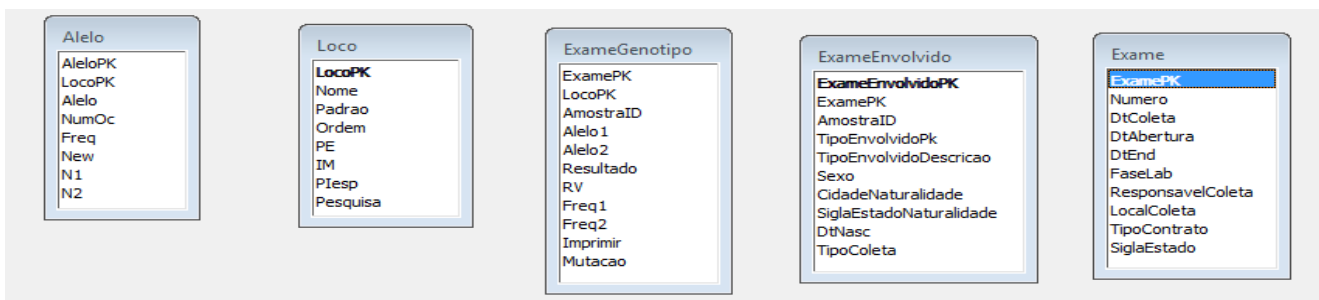 Alelo
AleloPK
LocoPK
Alelo
NumOc
Freq
New
N1
N2
Loco
LocoPK
Nome
Padrao
Ordem
PE
IM
PIesp
Pesquisa
ExameGenotipo
ExamePK
LocoPK
AmostraID
Alelo1
Alelo2
Resultado
RV
Freq1
Freq2
Imprimir
Mutacao
ExameEnvolvido
ExameEnvolvidoPK
ExamePK
AmostraID
TipoEnvolvidoPk
TipoEnvolvidoDescricao
Sexo
CidadeNaturalidade
SiglaEstadoNaturalidade
DtNasc
TipoColeta
Exame
ExamePK
Numero
DtColeta
DtAbertura
DtEnd
FaseLab
ResponsavelColeta
LocalColeta
TipoContrato
SiglaEstado